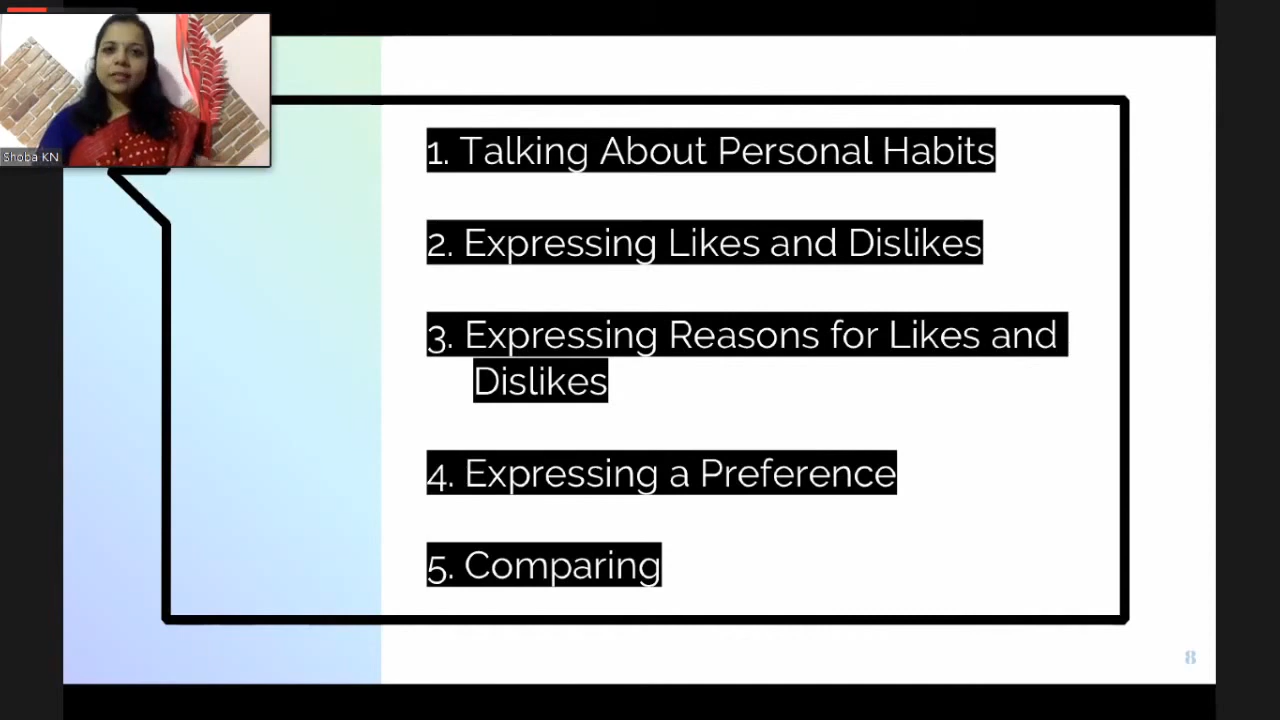 Shoba KN
1. Talking About Personal Habits
2. Expressing Likes and Dislikes
3. Expressing Reasons for Likes and
Dislikes
4. Expressing a Preference
5. Comparing
8